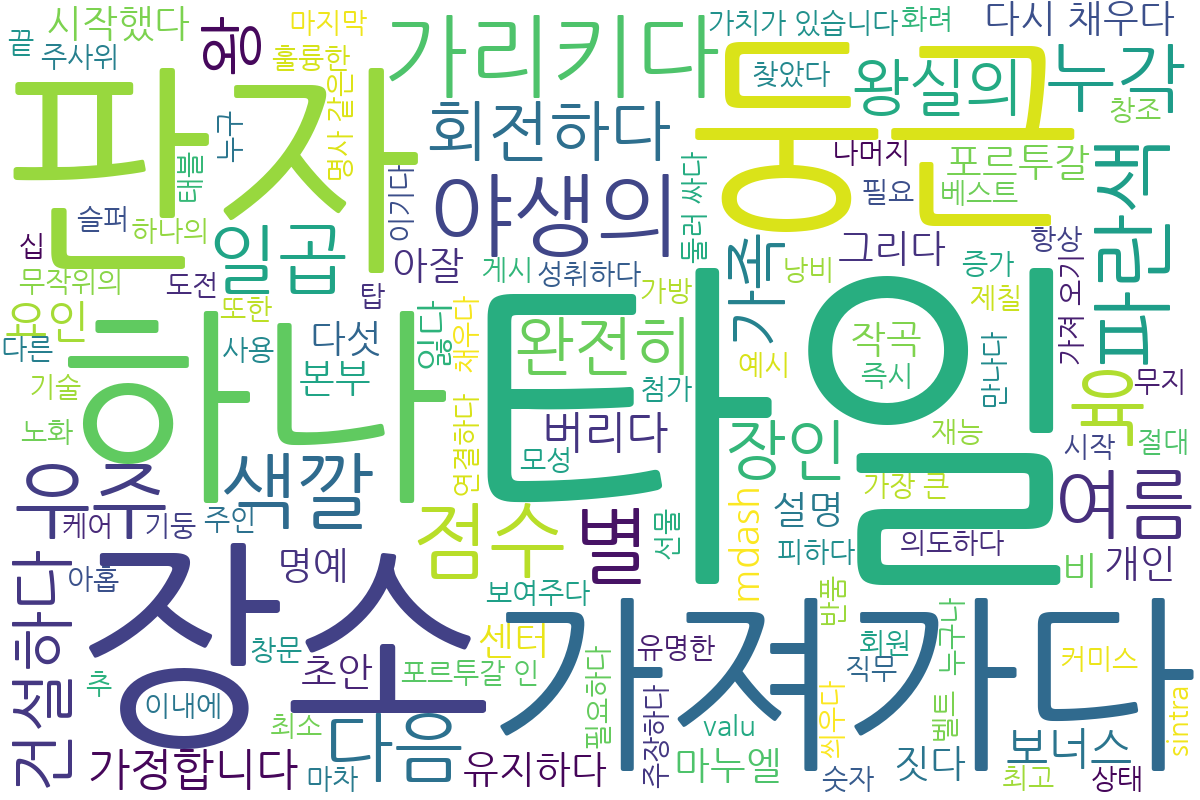 끝
시작했다
주사위
홍
마지막
훌륭한
가리키다
가치가 있습니다
화려
다시 채우다
판자
누구
명사 같은
회전하다
둥근
찾았다
왕실의
누각
창조
태블
슬퍼
하나의
이기다
야생의
둘러 싸다
나머지
필요
포르투갈
베스트
파란색
십
무작위의
일곱
도전
또한
탑
아잘
게시
성취하다
가방
가족
낭비
그리다
증가
제칠
항상
가져 오기
요인
다른
기술
노화
하나
사용
다섯
본부
잃다
채우다
타일
완전히
첨가
예시
작곡
즉시
만나다
육
무지
절대
우주
케어
기둥
색깔
주인
연결하다
점수
모성
버리다
별
선물
장인
mdash
설명
가장 큰
재능
시작
여름
건설하다
아홉
장소
명예
보여주다
피하다
의도하다
비
개인
추
이내에
창문
초안
포르투갈 인
센터
가져가다
필요하다
유명한
반품
회원
직무
누구나
벨트
커미스
sintra
가정합니다
최소
마차
다음
유지하다
주장하다
valu
마누엘
씌우다
숫자
짓다
보너스
최고
상태